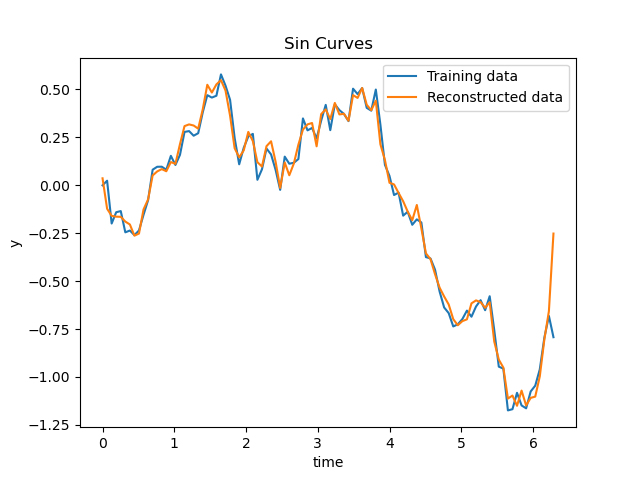 Sin Curves
Training data
Reconstructed data
0.50
0.25
0.00
−0.25
−0.50
−0.75
−1.00
−1.25
y
0 1 2 3 4 5 6
time